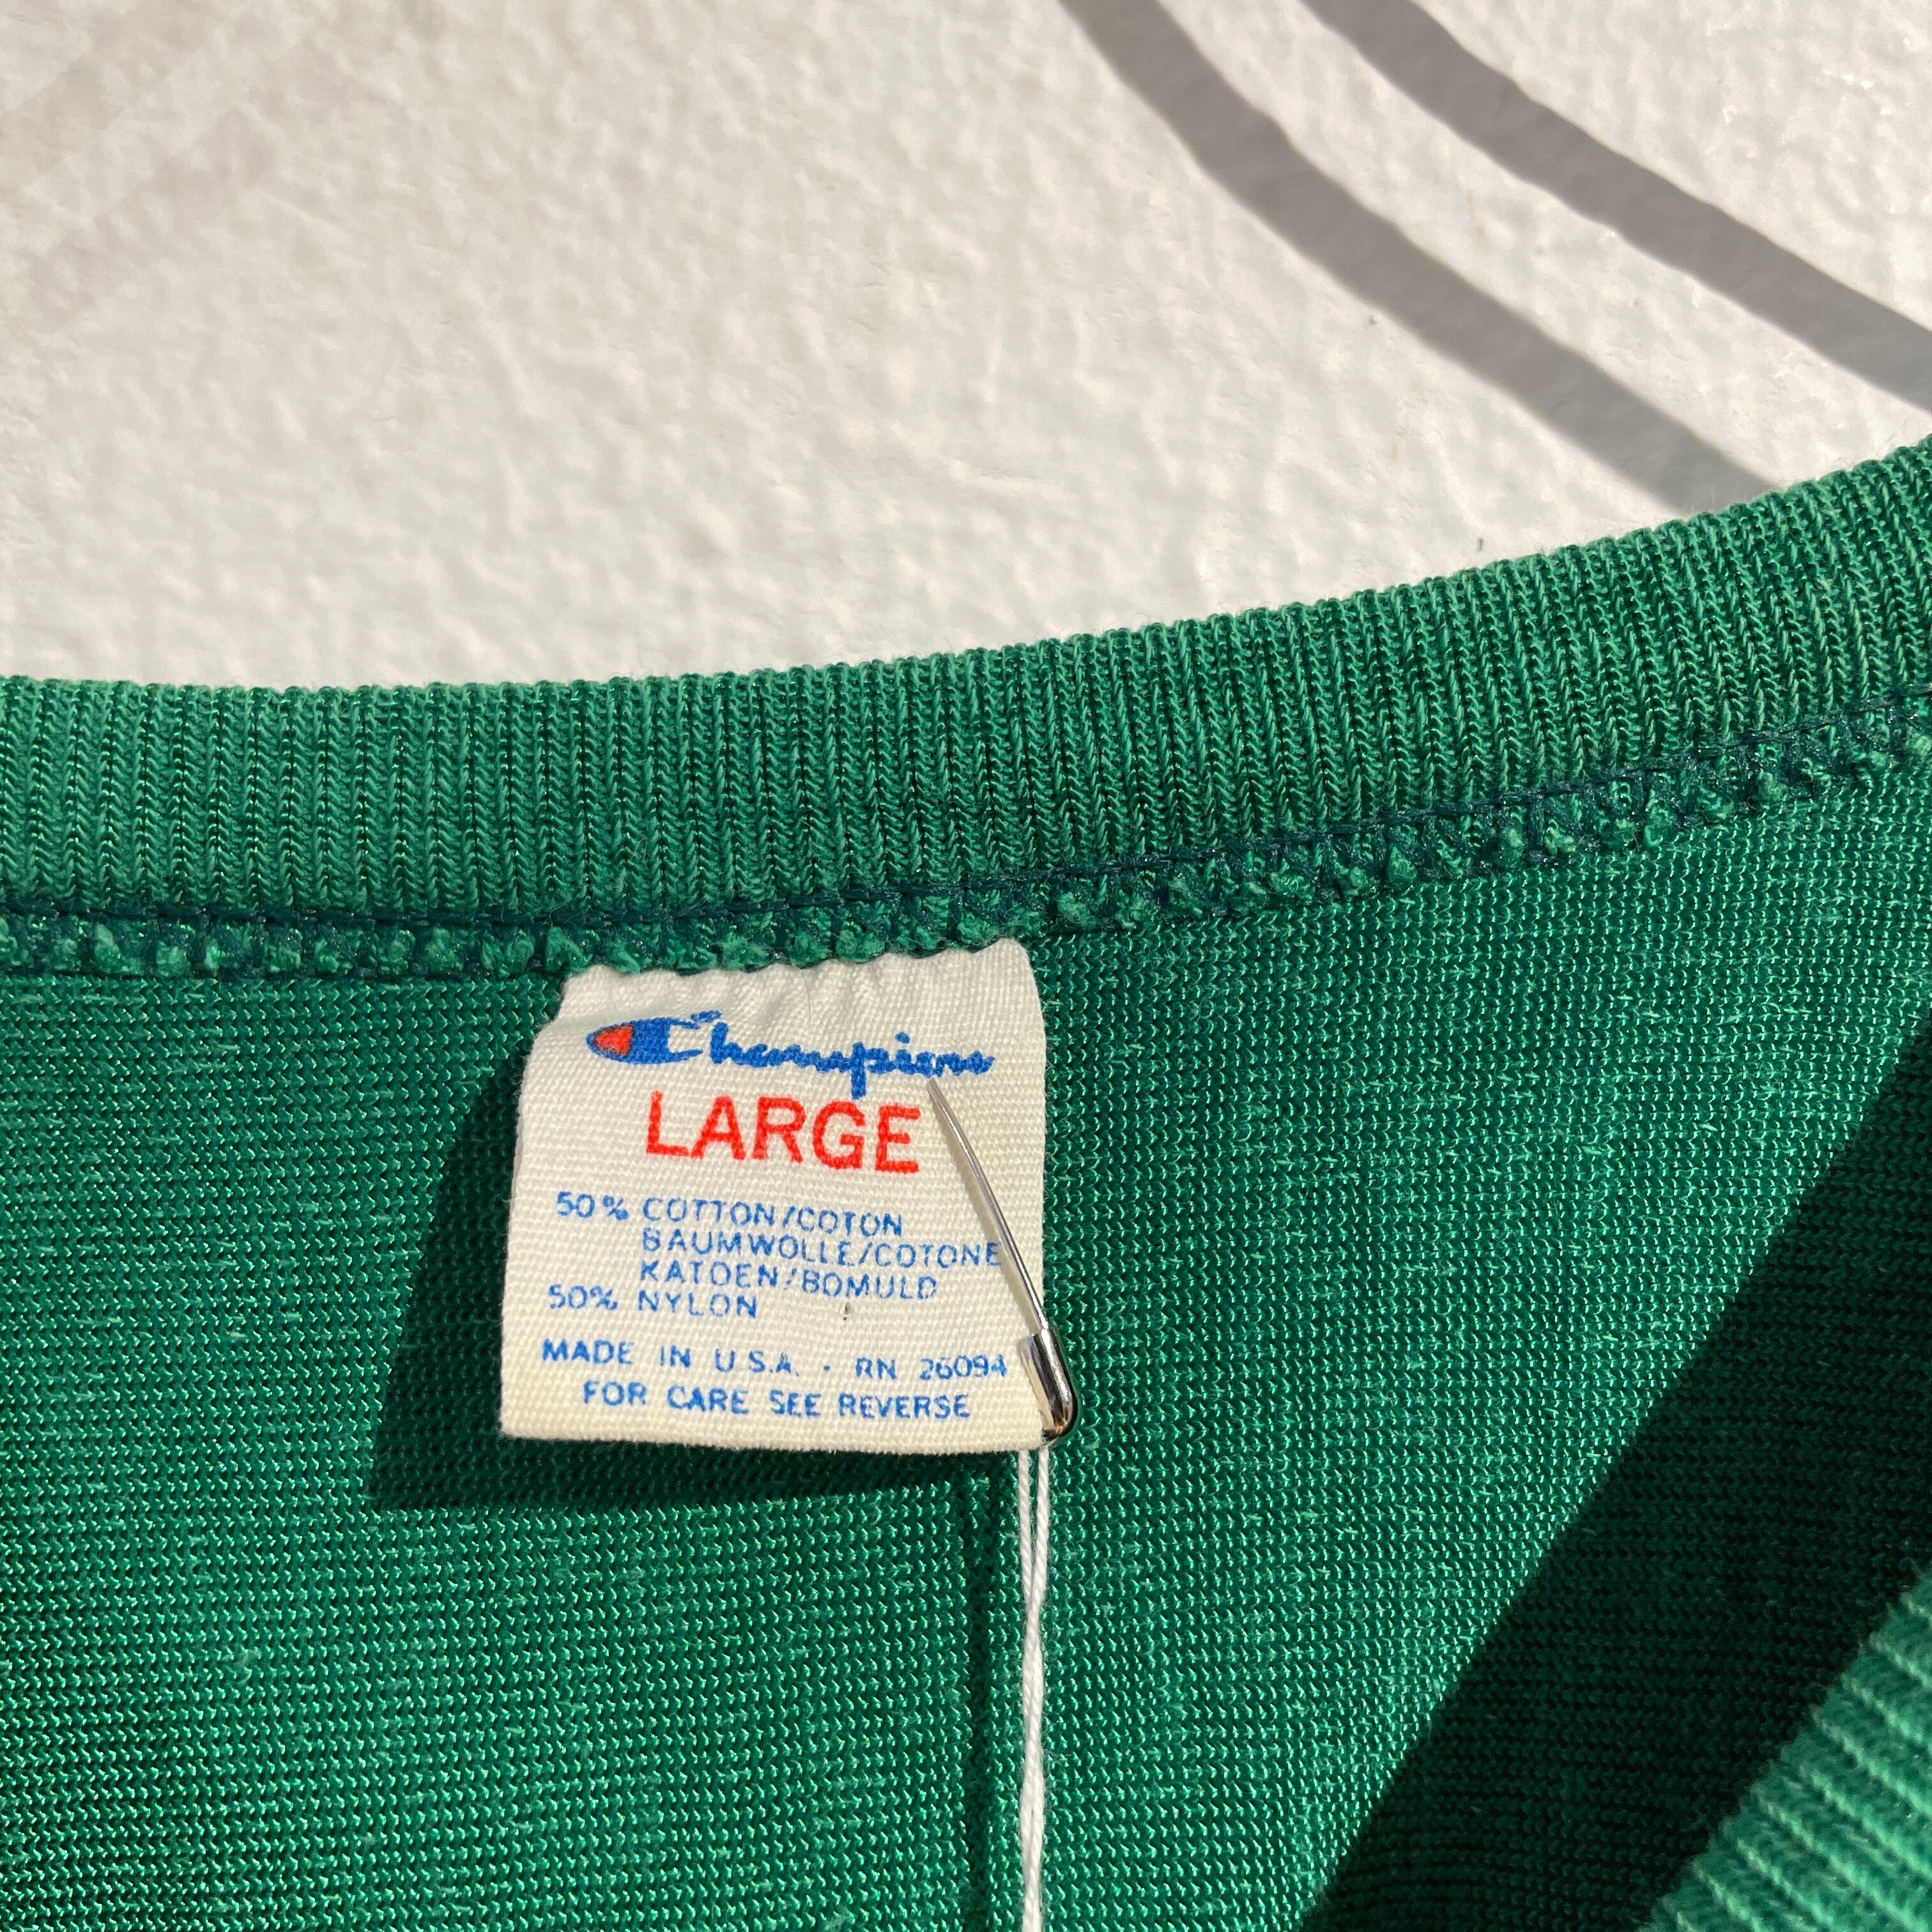 Champion
LARGE
50% COTTON/COTON
BAUMWOLLE/COTONE
KATOEN/BOMULD
50% NYLON
MADE IN U.S.A. · RN 26094
FOR CARE SEE REVERSE